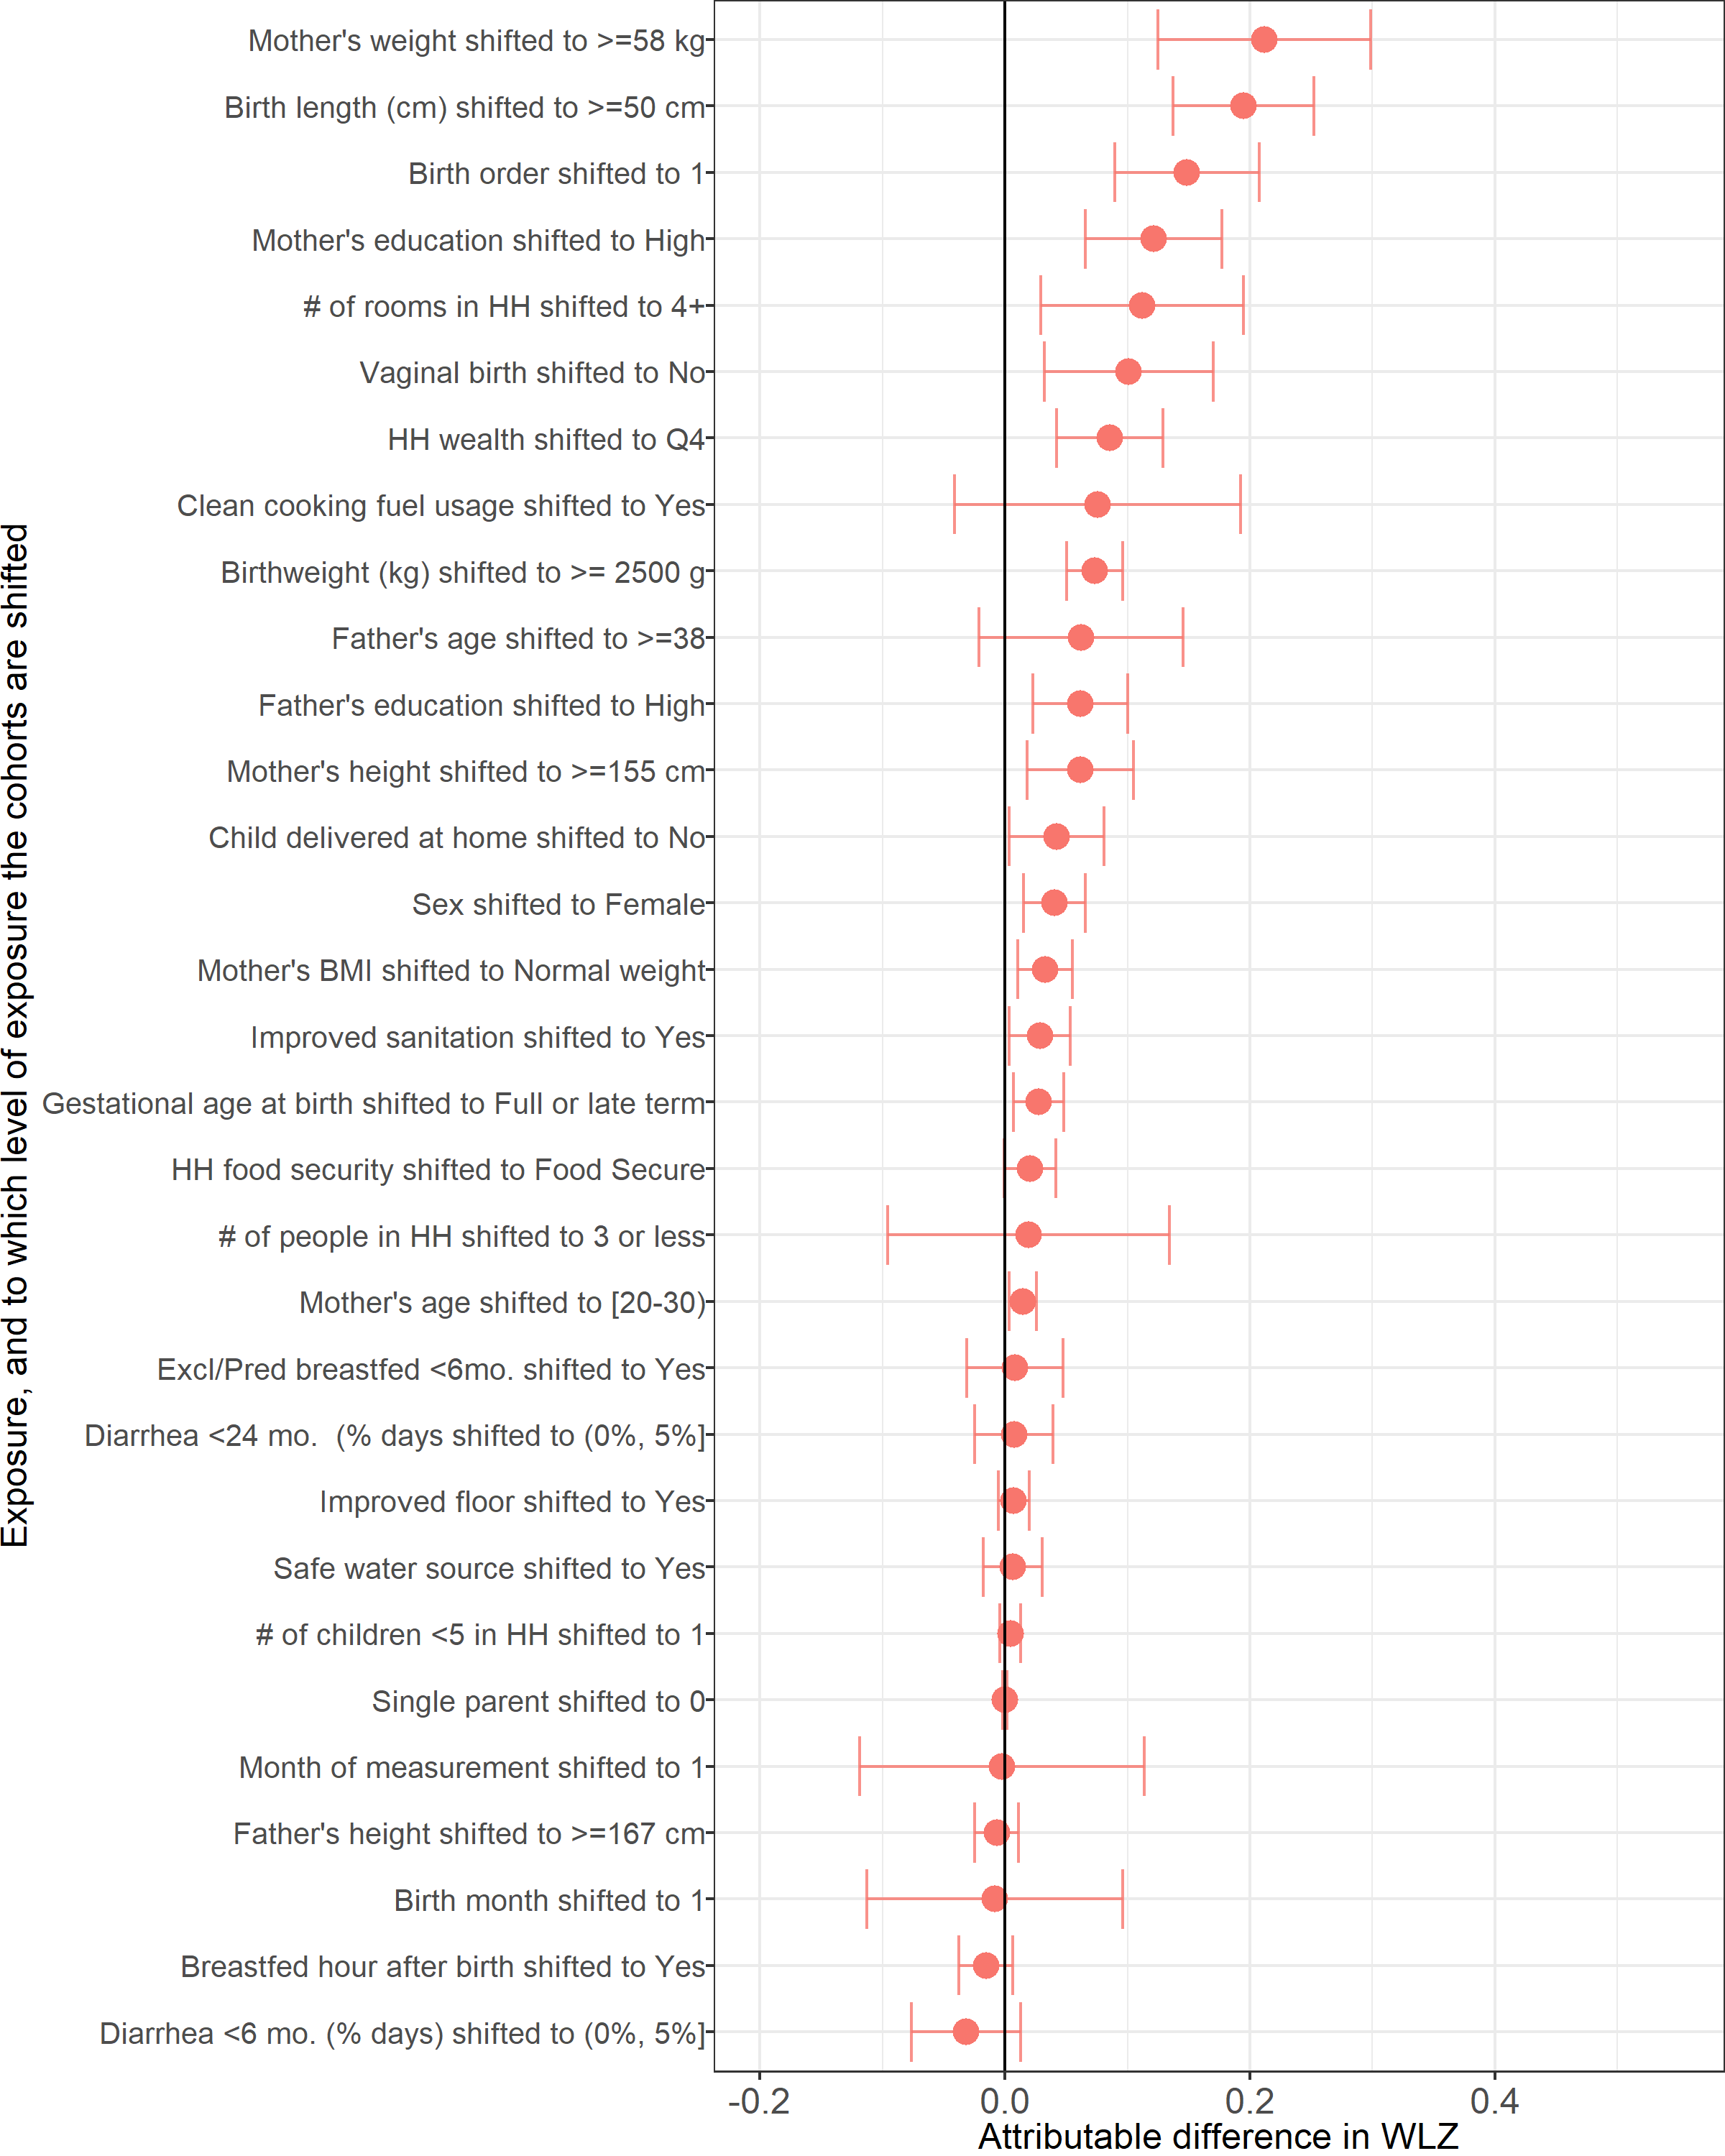 Exposure, and to which level of exposure the cohorts are shifted
Mother's weight shifted to >=58 kg
Birth length (cm) shifted to >=50 cm
Birth order shifted to 1
Mother's education shifted to High
# of rooms in HH shifted to 4+
Vaginal birth shifted to No
HH wealth shifted to Q4
Clean cooking fuel usage shifted to Yes
Birthweight (kg) shifted to >= 2500 g
Father's age shifted to >=38
Father's education shifted to High
Mother's height shifted to >=155 cm
Child delivered at home shifted to No
Sex shifted to Female
Mother's BMI shifted to Normal weight
Improved sanitation shifted to Yes
Gestational age at birth shifted to Full or late term
HH food security shifted to Food Secure
# of people in HH shifted to 3 or less
Mother's age shifted to [20-30)
Excl/Pred breastfed <6mo. shifted to Yes
Diarrhea <24 mo.  (% days shifted to (0%, 5%]
Improved floor shifted to Yes
Safe water source shifted to Yes
# of children <5 in HH shifted to 1
Single parent shifted to 0
Month of measurement shifted to 1
Father's height shifted to >=167 cm
Birth month shifted to 1
Breastfed hour after birth shifted to Yes
Diarrhea <6 mo. (% days) shifted to (0%, 5%]
-0.2 0.0 0.2 0.4
Attributable difference in WLZ